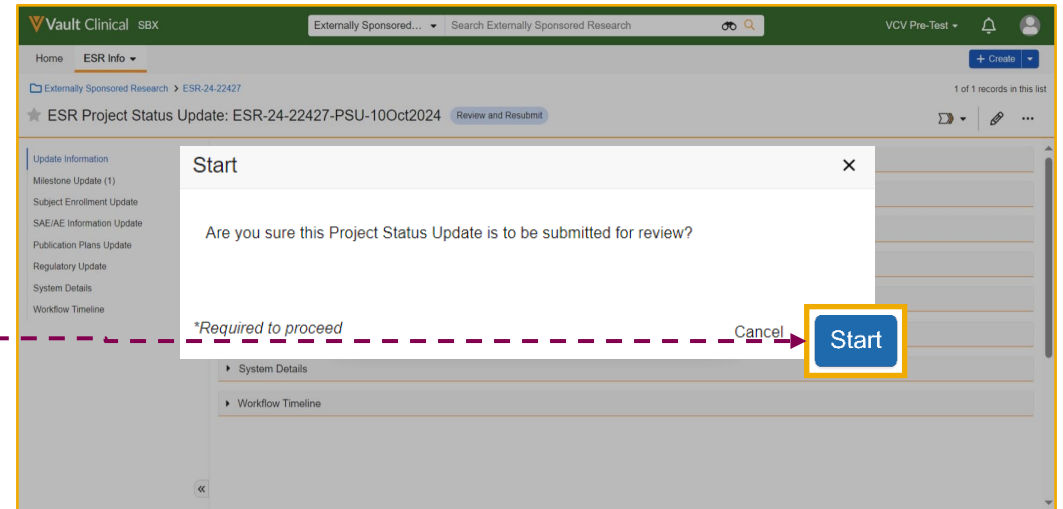 Vault Clinical SBX
Externally Sponsored...
Search Externally Sponsored Research
VCV Pre-Test
Home
ESR Info
+ Create
Externally Sponsored Research > ESR-24-22427
1 of 1 records in this list
ESR Project Status Update: ESR-24-22427-PSU-10Oct2024
Review and Resubmit
Update Information
Milestone Update (1)
Subject Enrollment Update
SAE/AE Information Update
Publication Plans Update
Regulatory Update
System Details
Workflow Timeline
Start
Are you sure this Project Status Update is to be submitted for review?
*Required to proceed
Cancel
Start
System Details
Workflow Timeline